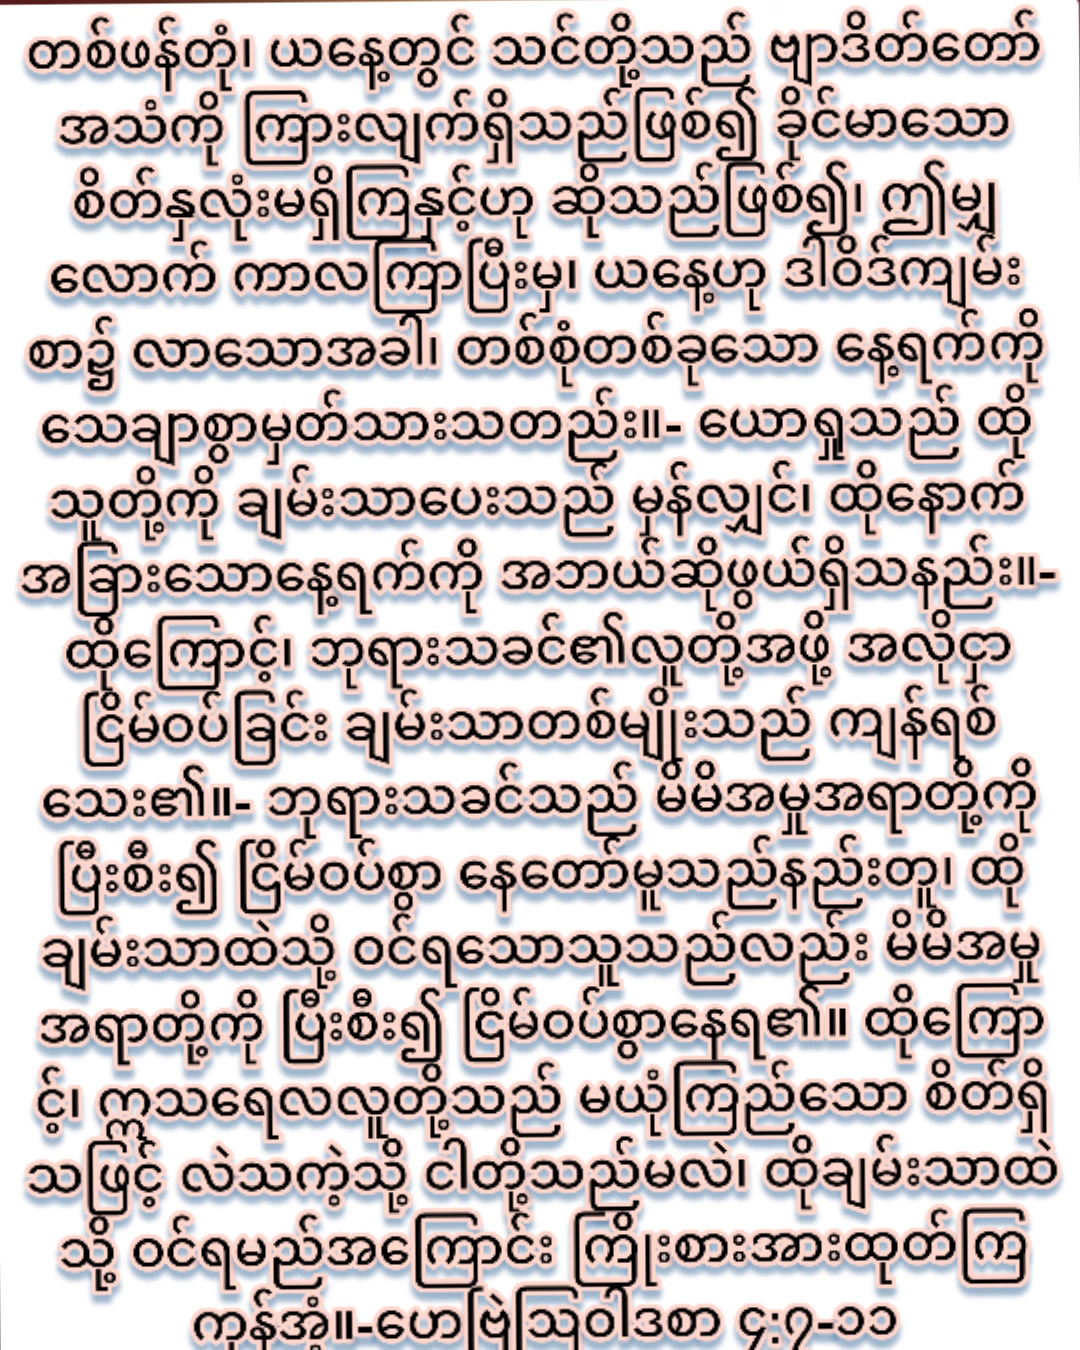 တစ်ဖန်တုံ၊ ယနေ့တွင် သင်တို့သည် ဗျာဒိတ်တော်
အသံကို ကြားလျက်ရှိသည်ဖြစ်၍ ခိုင်မာသော
စိတ်နှလုံးမရှိကြနှင့်ဟု ဆိုသည်ဖြစ်၍၊ ဤမျှ
လောက် ကာလကြာပြီးမှ၊ ယနေ့ဟု ဒါဝိဒ်ကျမ်း
စာ၌ လာသောအခါ၊ တစ်စုံတစ်ခုသော နေ့ရက်ကို
သေချာစွာမှတ်သားသတည်း။- ယောရှုသည် ထို
သူတို့ကို ချမ်းသာပေးသည် မှန်လျှင်၊ ထိုနောက်
အခြားသောနေ့ရက်ကို အဘယ်ဆိုဖွယ်ရှိသနည်း။-
ထိုကြောင့်၊ ဘုရားသခင်၏လူတို့အဖို့ အလိုငှာ
ငြိမ်ဝပ်ခြင်း ချမ်းသာတစ်မျိုးသည် ကျန်ရစ်
သေး၏။- ဘုရားသခင်သည် မိမိအမှုအရာတို့ကို
ပြီးစီး၍ ငြိမ်ဝပ်စွာ နေတော်မူသည်နည်းတူ၊ ထို
ချမ်းသာထဲသို့ ဝင်ရသောသူသည်လည်း မိမိအမှု
အရာတို့ကို ပြီးစီး၍ ငြိမ်ဝပ်စွာနေရ၏။ ထိုကြော
င့်၊ ဣသရေလလူတို့သည် မယုံကြည်သော စိတ်ရှိ
သဖြင့် လဲသကဲ့သို့ ငါတို့သည်မလဲ၊ ထိုချမ်းသာထဲ
သို့ ဝင်ရမည်အကြောင်း ကြိုးစားအားထုတ်ကြ
ကုန်အံ့။-ဟေဗြဲဩဝါဒစာ ၄:၇-၁၁